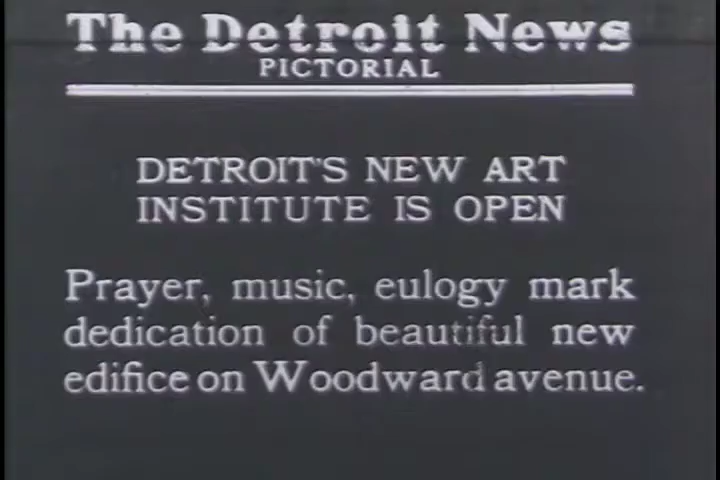 The Detroit News
PICTORIAL
DETROIT'S NEW ART
INSTITUTE IS OPEN
Prayer, music, eulogy mark
dedication of beautiful new
edifice on Woodward avenue.